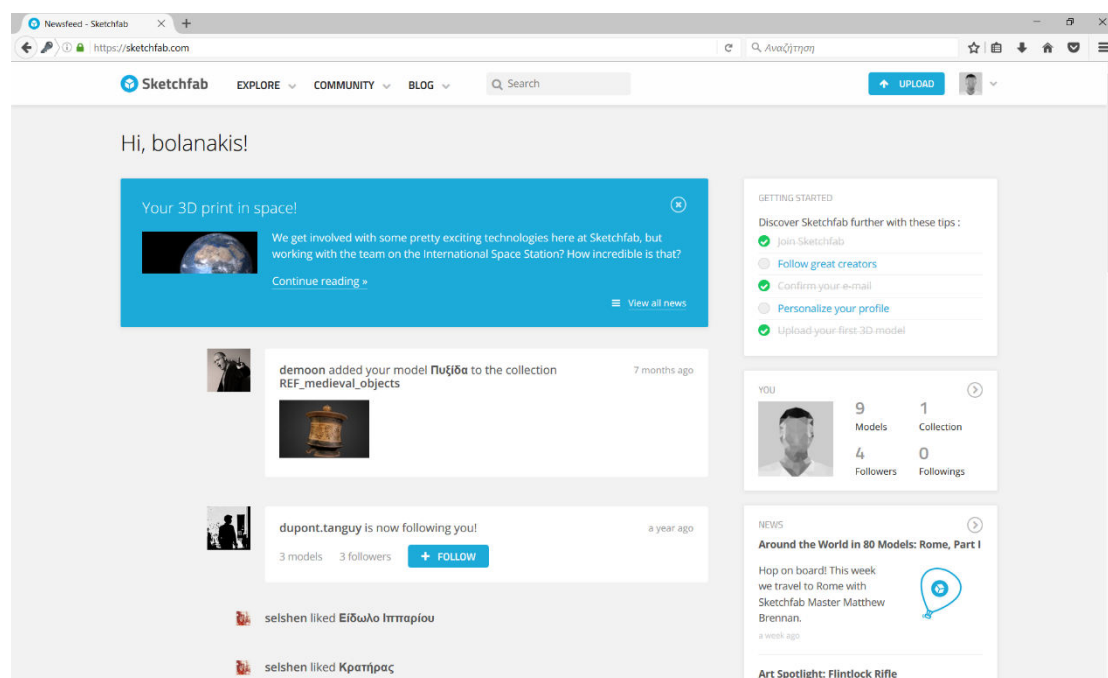 Newsfeed - Sketchfab
https://sketchfab.com
Αναζήτηση
Sketchfab
EXPLORE
COMMUNITY
BLOG
Search
UPLOAD
Hi, bolanakis!
Your 3D print in space!
We get involved with some pretty exciting technologies here at Sketchfab, but
working with the team on the International Space Station? How incredible is that?
Continue reading »
View all news
demoon added your model Πυξίδα to the collection
REF_medieval_objects
7 months ago
dupont.tanguy is now following you!
a year ago
3 models 3 followers + FOLLOW
selshen liked Είδωλο Ιππαρίου
selshen liked Κρατήρας
GETTING STARTED
Discover Sketchfab further with these tips :
Join Sketchfab
Follow great creators
Confirm your e-mail
Personalize your profile
Upload your first 3D model
YOU
9 1
Models Collection
4 0
Followers Followings
NEWS
Around the World in 80 Models: Rome, Part I
Hop on board! This week
we travel to Rome with
Sketchfab Master Matthew
Brennan.
a week ago
Art Spotlight: Flintlock Rifle